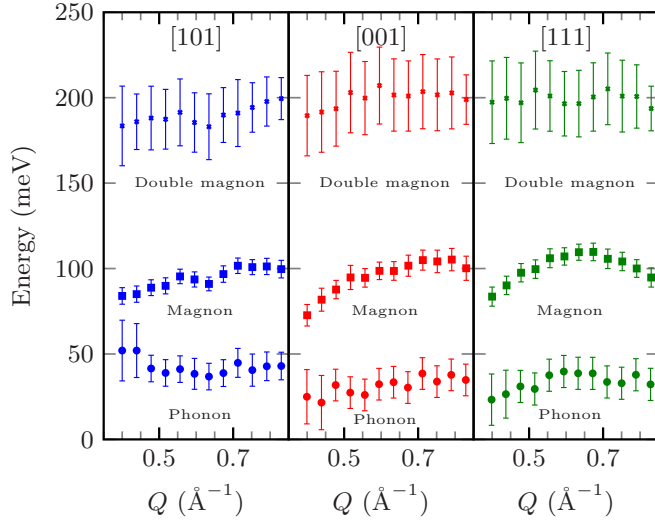 250
[101]
[001]
[111]
200
Double magnon
Double magnon
Double magnon
150
Energy (meV)
100
Magnon
Magnon
Magnon
50
Phonon
Phonon
Phonon
0
0.5 0.7
0.5 0.7
0.5 0.7
Q (Å⁻¹)
Q (Å⁻¹)
Q (Å⁻¹)